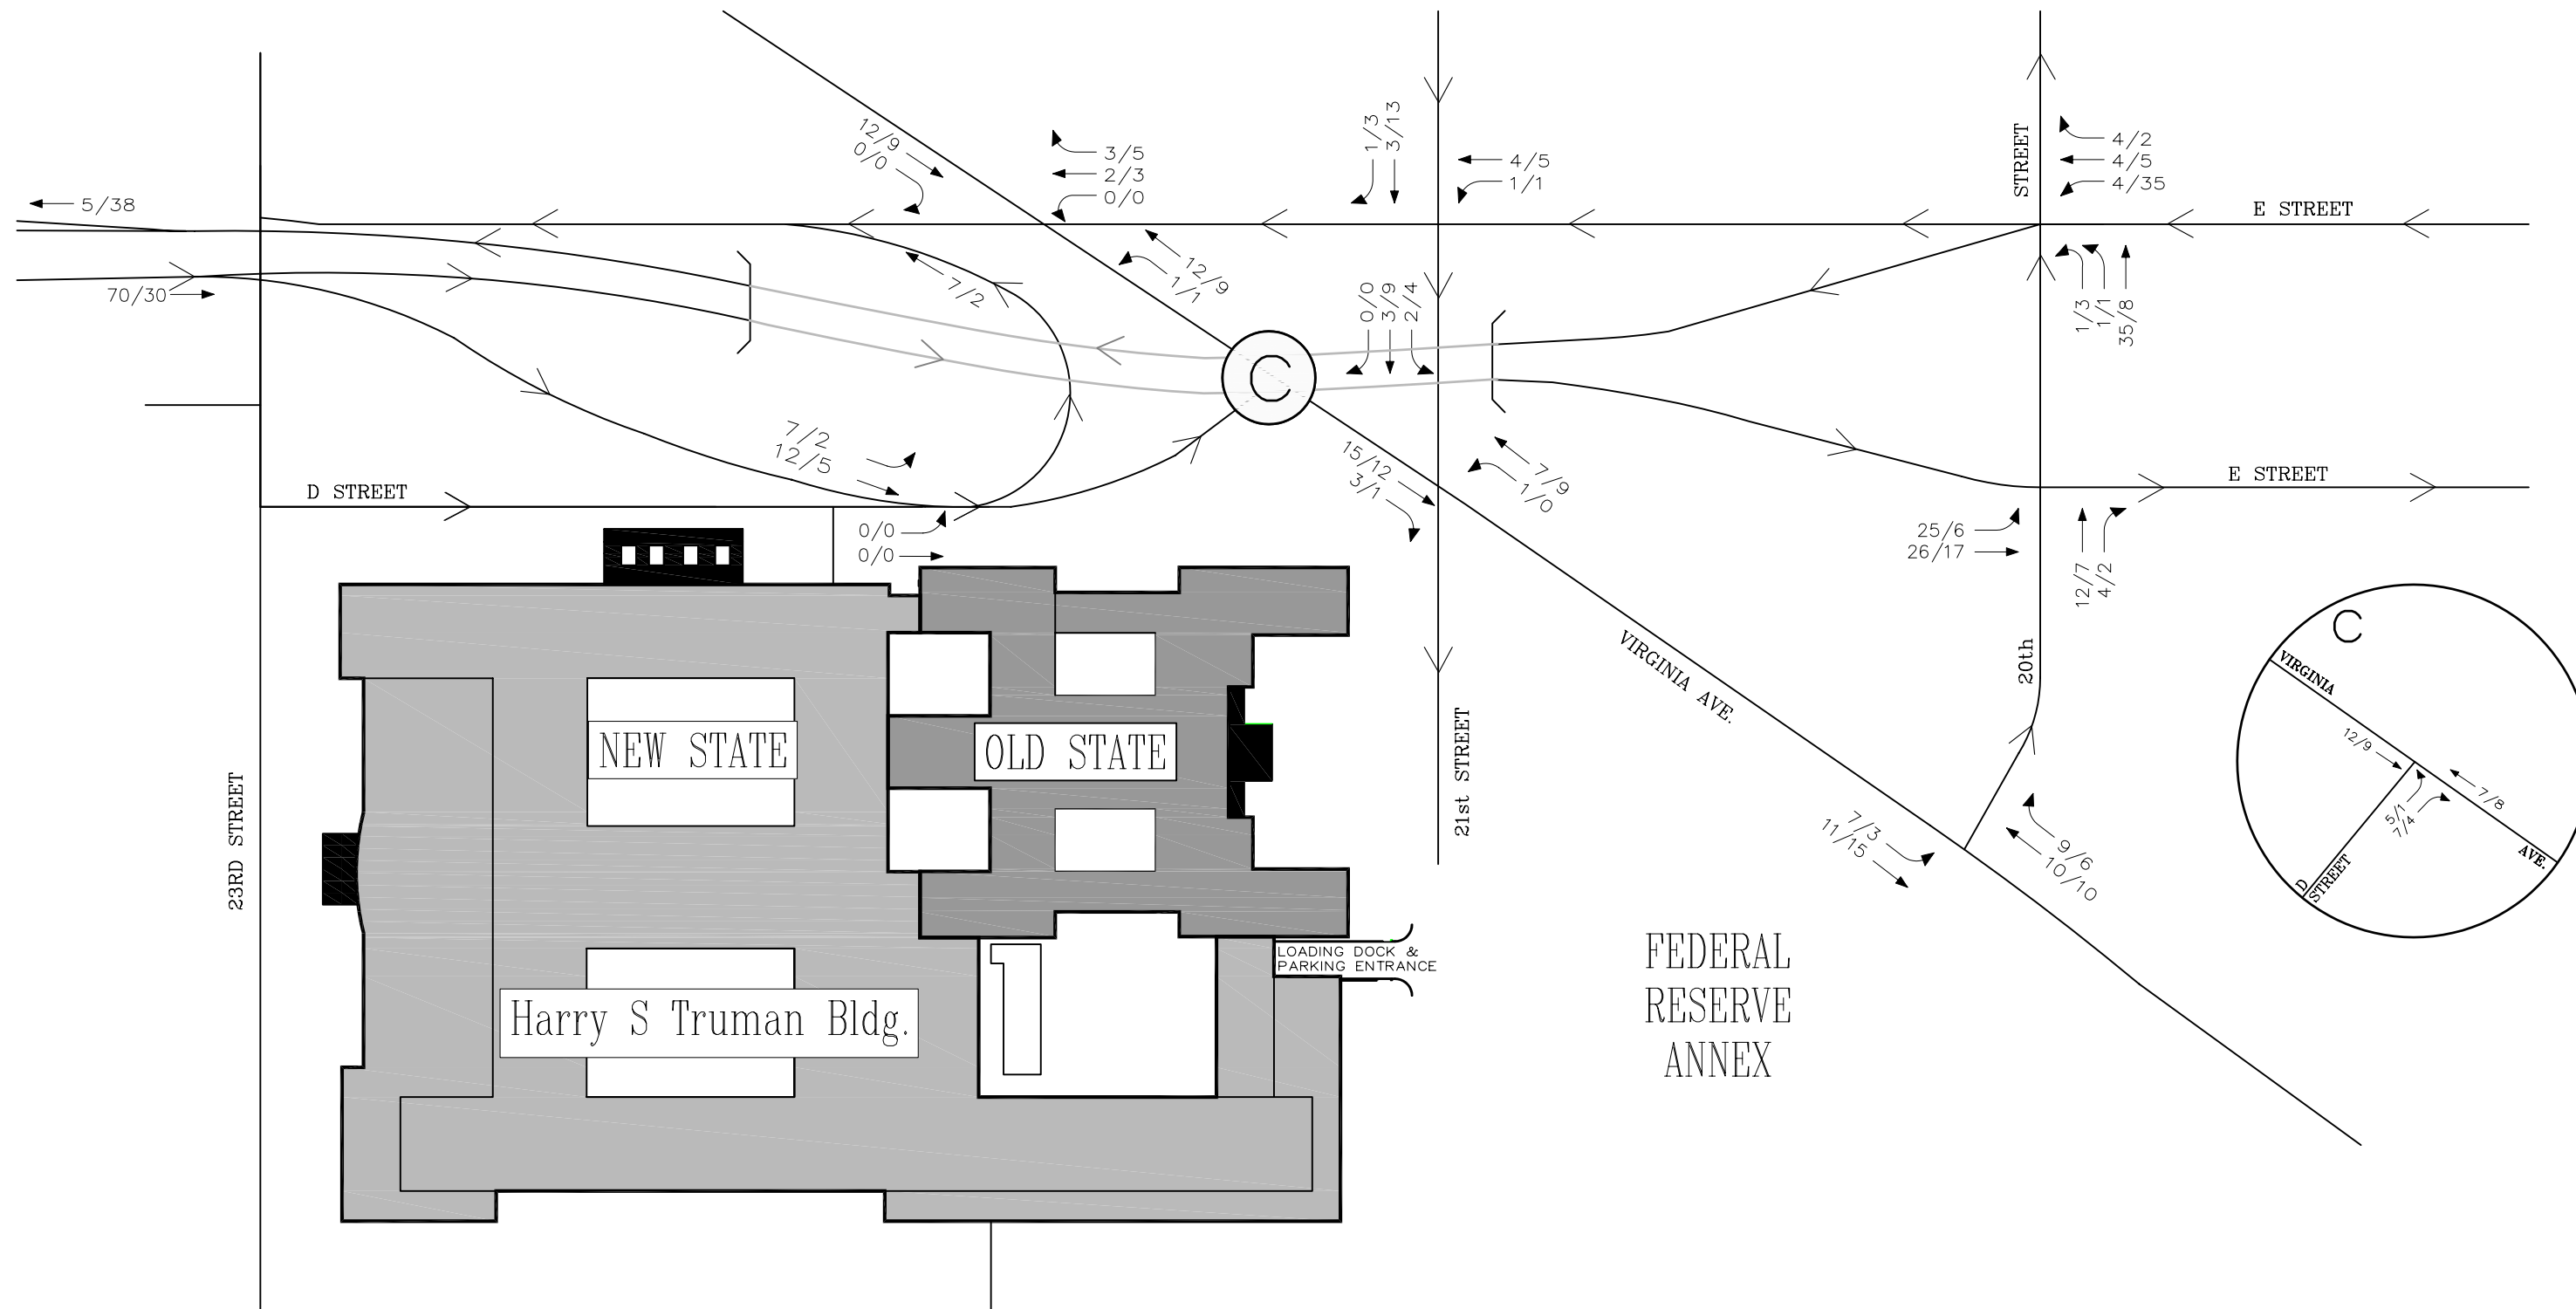 12/9
0/0
3/5
2/3
0/0
1/3
3/13
4/5
1/1
STREET
4/2
4/5
4/35
E STREET
5/38
70/30
7/2
12/9
1/1
0/0
3/9
2/4
1/3
1/1
35/8
C
7/2
12/5
15/12
3/1
7/9
1/0
E STREET
D STREET
0/0
0/0
25/6
26/17
12/7
4/2
20th
VIRGINIA AVE.
C
VIRGINIA
12/9
7/8
5/1
7/4
AVE.
D
STREET
NEW STATE
OLD STATE
21st STREET
23RD STREET
7/3
11/15
9/6
10/10
LOADING DOCK &
PARKING ENTRANCE
Harry S Truman Bldg.
FEDERAL
RESERVE
ANNEX